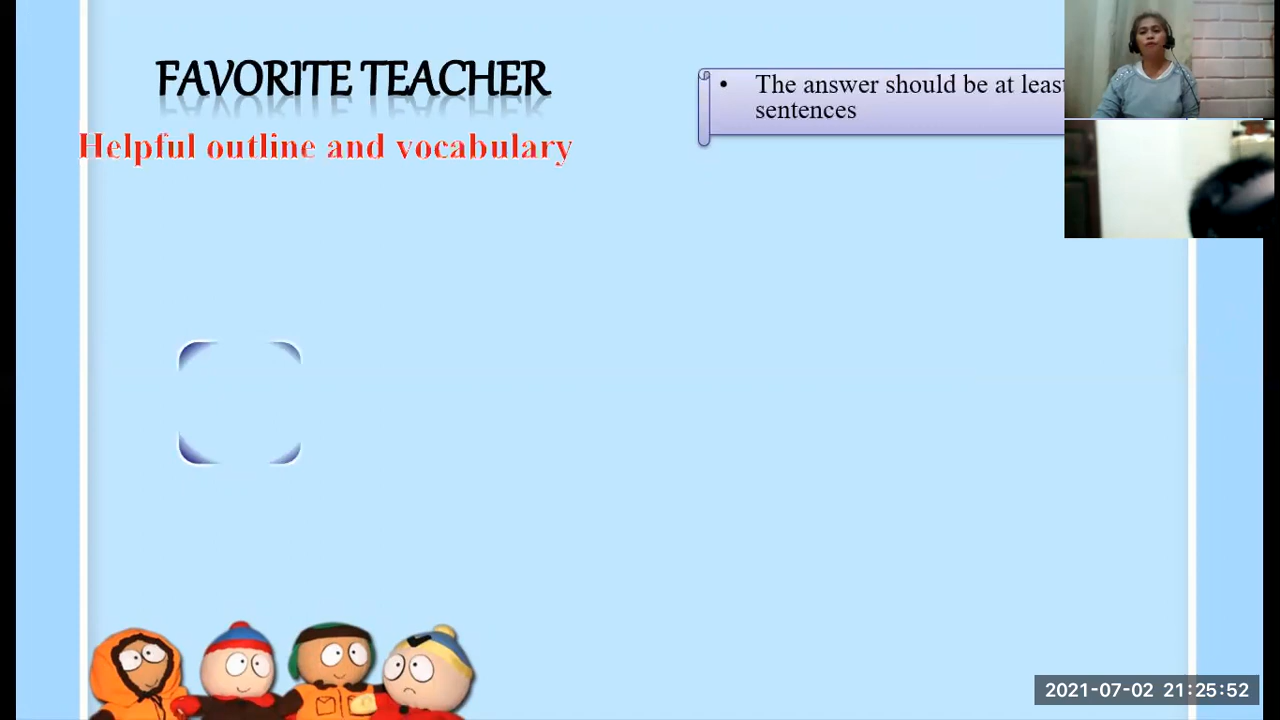 FAVORITE TEACHER
Helpful outline and vocabulary
• The answer should be at least
sentences
2021-07-02 21:25:52